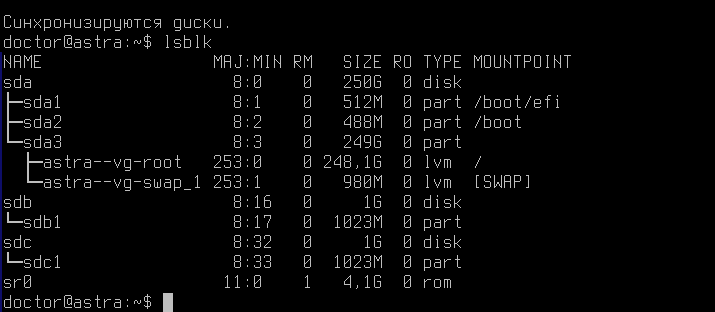 Синхронизируются диски.
doctor@astra:~$ lsblk
NAME                 MAJ:MIN RM   SIZE RO TYPE MOUNTPOINT
sda                    8:0    0   250G  0 disk
├─sda1                 8:1    0   512M  0 part /boot/efi
├─sda2                 8:2    0   488M  0 part /boot
└─sda3                 8:3    0   249G  0 part
  ├─astra--vg-root   253:0    0 248,1G  0 lvm  /
  └─astra--vg-swap_1 253:1    0   980M  0 lvm  [SWAP]
sdb                    8:16   0     1G  0 disk
└─sdb1                 8:17   0  1023M  0 part
sdc                    8:32   0     1G  0 disk
└─sdc1                 8:33   0  1023M  0 part
sr0                   11:0    1   4,1G  0 rom
doctor@astra:~$